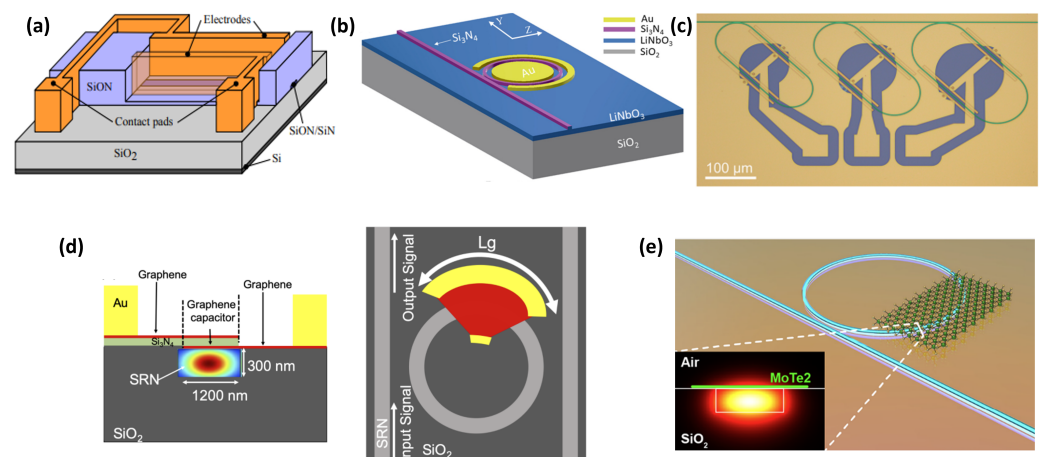 (a)
Electrodes
SiON
Contact pads
SiON/SiN
SiO2
Si
(b)
Y
Z
Si3N4
Au
Au
Si3N4
LiNbO3
SiO2
LiNbO3
SiO2
(c)
100 μm
(d)
Graphene
Graphene
Graphene
capacitor
Au
Si3N4
SRN
300 nm
1200 nm
SiO2
Output Signal
Lg
SRN
Input Signal
SiO2
(e)
Air
MoTe2
SiO2